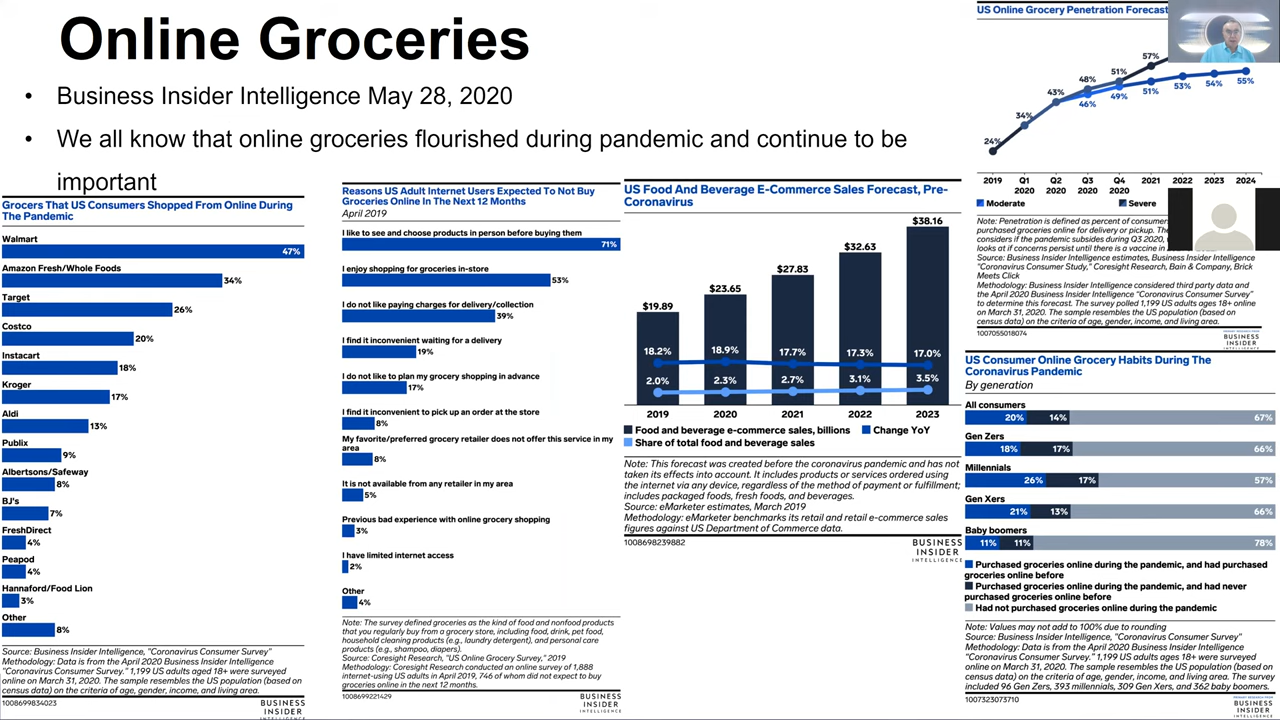 Online Groceries
• Business Insider Intelligence May 28, 2020
• We all know that online groceries flourished during pandemic and continue to be
important
Grocers That US Consumers Shopped From Online During
The Pandemic
Walmart
47%
Amazon Fresh/Whole Foods
34%
Target
26%
Costco
20%
Instacart
18%
Kroger
17%
Aldi
13%
Publix
9%
Albertsons/Safeway
8%
BJ's
7%
FreshDirect
4%
Peapod
4%
Hannaford/Food Lion
3%
Other
8%
Source: Business Insider Intelligence, "Coronavirus Consumer Survey"
Methodology: Data is from the April 2020 Business Insider Intelligence
"Coronavirus Consumer Survey." 1,199 US adults ages 18+ were surveyed
online on March 31, 2020. The sample resembles the US population (based on
census data) on the criteria of age, gender, income, and living area.
1008699834023
BUSINESS
INSIDER
INTELLIGENCE
Reasons US Adult Internet Users Expected To Not Buy
Groceries Online In The Next 12 Months
April 2019
I like to see and choose products in person before buying them
71%
I enjoy shopping for groceries in-store
53%
I do not like paying charges for delivery/collection
39%
I find it inconvenient waiting for a delivery
19%
I do not like to plan my grocery shopping in advance
17%
I find it inconvenient to pick up an order at the store
8%
My favorite/preferred grocery retailer does not offer this service in my
area
8%
It is not available from any retailer in my area
5%
Previous bad experience with online grocery shopping
3%
I have limited internet access
2%
Other
4%
Note: The survey defined groceries as the kind of food and nonfood products
that you regularly buy from a grocery store, including food, drink, pet food,
household cleaning products (e.g., laundry detergent), and personal care
products (e.g., shampoo, diapers).
Source: Coresight Research, "US Online Grocery Survey," 2019
Methodology: Coresight Research conducted an online survey of 1,888
internet-using US adults in April 2019, 746 of whom did not expect to buy
groceries online in the next 12 months.
1008699221429
BUSINESS
INSIDER
INTELLIGENCE
US Food And Beverage E-Commerce Sales Forecast, Pre-
Coronavirus
$19.89 $23.65 $27.83 $32.63 $38.16
18.2% 18.9% 17.7% 17.3% 17.0%
2.0% 2.3% 2.7% 3.1% 3.5%
2019 2020 2021 2022 2023
Food and beverage e-commerce sales, billions Change YoY
Share of total food and beverage sales
Note: This forecast was created before the coronavirus pandemic and has not
taken its effects into account. It includes products or services ordered using
the internet via any device, regardless of the method of payment or fulfillment;
includes packaged foods, fresh foods, and beverages.
Source: eMarketer estimates, March 2019
Methodology: eMarketer benchmarks its retail and retail e-commerce sales
figures against US Department of Commerce data.
1008698239882
BUSINESS
INSIDER
INTELLIGENCE
US Online Grocery Penetration Forecast
24% 34% 43% 48% 51% 57%
46% 49% 51% 53% 54% 55%
2019 Q1 Q2 Q3 Q4 2021 2022 2023 2024
2020 2020 2020 2020
Moderate Severe
Note: Penetration is defined as percent of consumer
purchased groceries online for delivery or pickup. The
considers if the pandemic subsides during Q3 2020,
looks at if concerns persist until there is a vaccine in
Source: Business Insider Intelligence estimates, Business Insider Intelligence
"Coronavirus Consumer Study," Coresight Research, Bain & Company, Brick
Meets Click
Methodology: Business Insider Intelligence considered third party data and
the April 2020 Business Insider Intelligence "Coronavirus Consumer Survey"
to determine this forecast. The survey polled 1,199 US adults ages 18+ online
on March 31, 2020. The sample resembles the US population (based on
census data) on the criteria of age, gender, income, and living area.
1007055018074
BUSINESS
INSIDER
INTELLIGENCE
US Consumer Online Grocery Habits During The
Coronavirus Pandemic
By generation
All consumers
20% 14% 67%
Gen Zers
18% 17% 66%
Millennials
26% 17% 57%
Gen Xers
21% 13% 66%
Baby boomers
11% 11% 78%
Purchased groceries online during the pandemic, and had purchased
groceries online before
Purchased groceries online during the pandemic, and had never
purchased groceries online before
Had not purchased groceries online during the pandemic
Note: Values may not add to 100% due to rounding
Source: Business Insider Intelligence, "Coronavirus Consumer Survey"
Methodology: Data is from the April 2020 Business Insider Intelligence
"Coronavirus Consumer Survey." 1,199 US adults ages 18+ were surveyed
online on March 31, 2020. The sample resembles the US population (based on
census data) on the criteria of age, gender, income, and living area. The survey
included 96 Gen Zers, 393 millennials, 309 Gen Xers, and 362 baby boomers.
1007323073710
BUSINESS
INSIDER
INTELLIGENCE